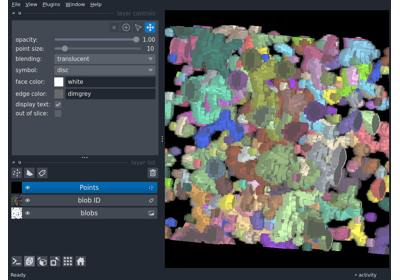 File View Plugins Window Help
layer controls
opacity: 1.00
point size: 10
blending: translucent
symbol: disc
face color: white
edge color: dimgrey
display text:
out of slice:
layer list
Points
blob ID
blobs
Ready
activity